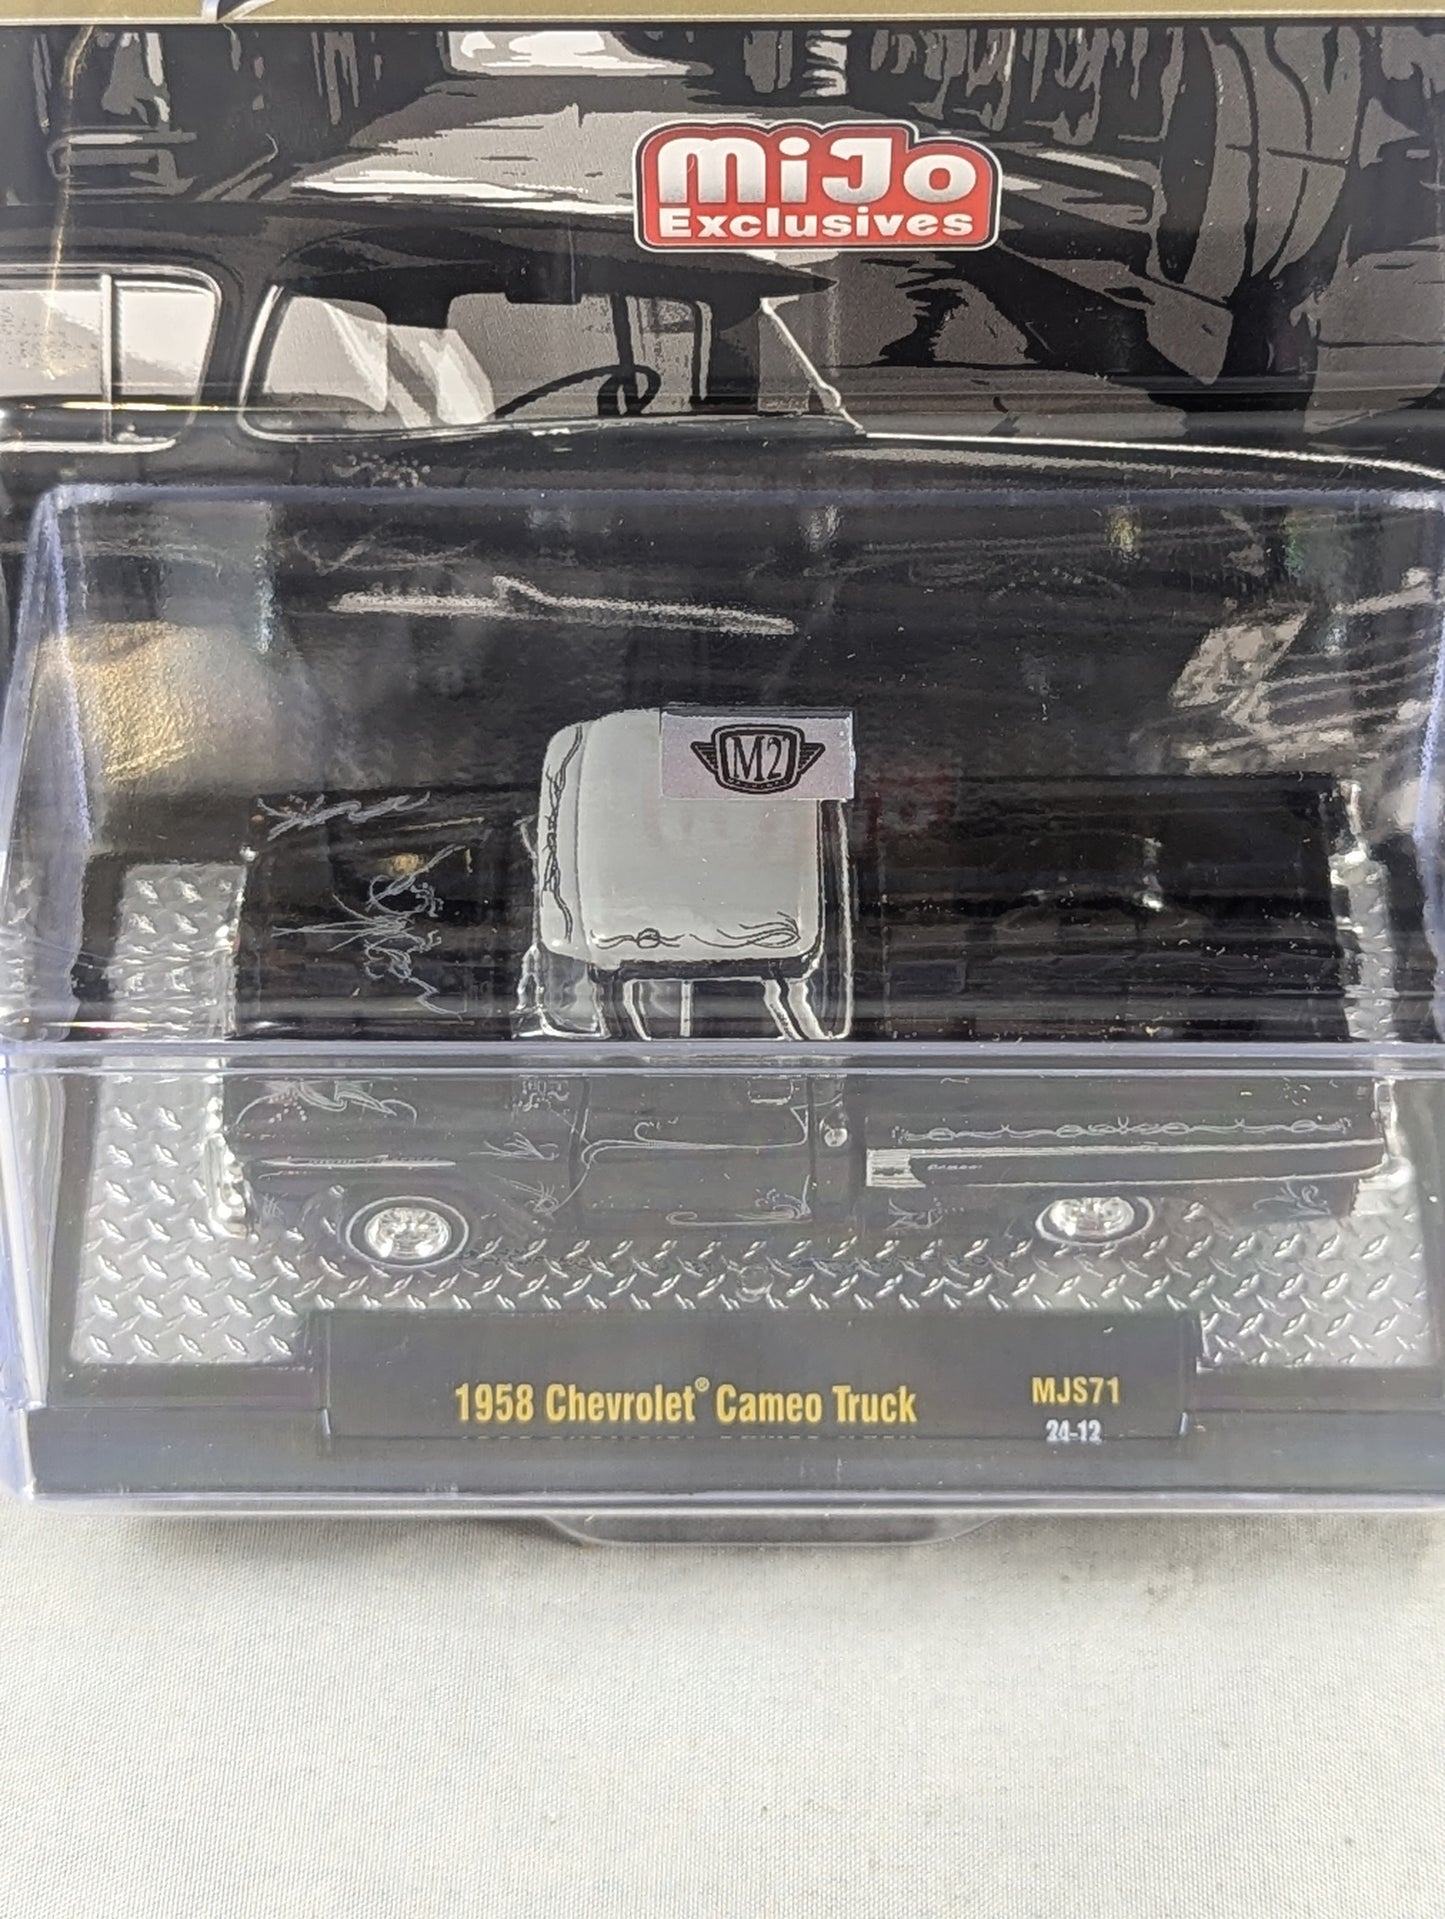 MiJo
Exclusives
M2
1958 Chevrolet® Cameo Truck
MJS71
24-12